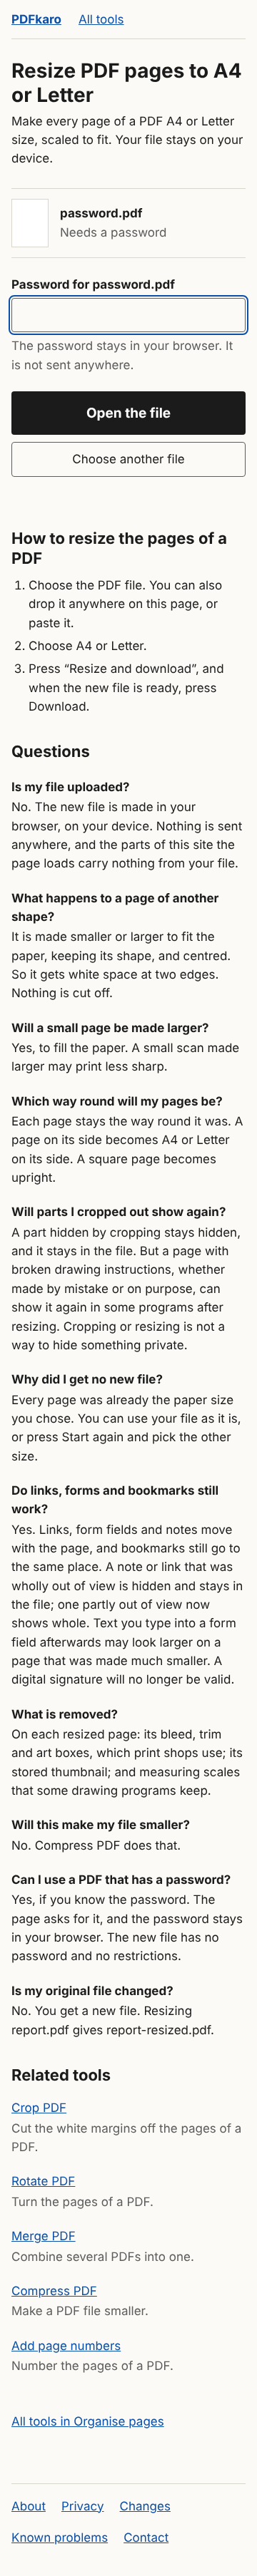 PDFkaro All tools
Resize PDF pages to A4
or Letter
Make every page of a PDF A4 or Letter
size, scaled to fit. Your file stays on your
device.
password.pdf
Needs a password
Password for password.pdf
The password stays in your browser. It
is not sent anywhere.
Open the file
Choose another file
How to resize the pages of a
PDF
1. Choose the PDF file. You can also
drop it anywhere on this page, or
paste it.
2. Choose A4 or Letter.
3. Press “Resize and download”, and
when the new file is ready, press
Download.
Questions
Is my file uploaded?
No. The new file is made in your
browser, on your device. Nothing is sent
anywhere, and the parts of this site the
page loads carry nothing from your file.
What happens to a page of another
shape?
It is made smaller or larger to fit the
paper, keeping its shape, and centred.
So it gets white space at two edges.
Nothing is cut off.
Will a small page be made larger?
Yes, to fill the paper. A small scan made
larger may print less sharp.
Which way round will my pages be?
Each page stays the way round it was. A
page on its side becomes A4 or Letter
on its side. A square page becomes
upright.
Will parts I cropped out show again?
A part hidden by cropping stays hidden,
and it stays in the file. But a page with
broken drawing instructions, whether
made by mistake or on purpose, can
show it again in some programs after
resizing. Cropping or resizing is not a
way to hide something private.
Why did I get no new file?
Every page was already the paper size
you chose. You can use your file as it is,
or press Start again and pick the other
size.
Do links, forms and bookmarks still
work?
Yes. Links, form fields and notes move
with the page, and bookmarks still go to
the same place. A note or link that was
wholly out of view is hidden and stays in
the file; one partly out of view now
shows whole. Text you type into a form
field afterwards may look larger on a
page that was made much smaller. A
digital signature will no longer be valid.
What is removed?
On each resized page: its bleed, trim
and art boxes, which print shops use; its
stored thumbnail; and measuring scales
that some drawing programs keep.
Will this make my file smaller?
No. Compress PDF does that.
Can I use a PDF that has a password?
Yes, if you know the password. The
page asks for it, and the password stays
in your browser. The new file has no
password and no restrictions.
Is my original file changed?
No. You get a new file. Resizing
report.pdf gives report-resized.pdf.
Related tools
Crop PDF
Cut the white margins off the pages of a
PDF.
Rotate PDF
Turn the pages of a PDF.
Merge PDF
Combine several PDFs into one.
Compress PDF
Make a PDF file smaller.
Add page numbers
Number the pages of a PDF.
All tools in Organise pages
About Privacy Changes
Known problems Contact